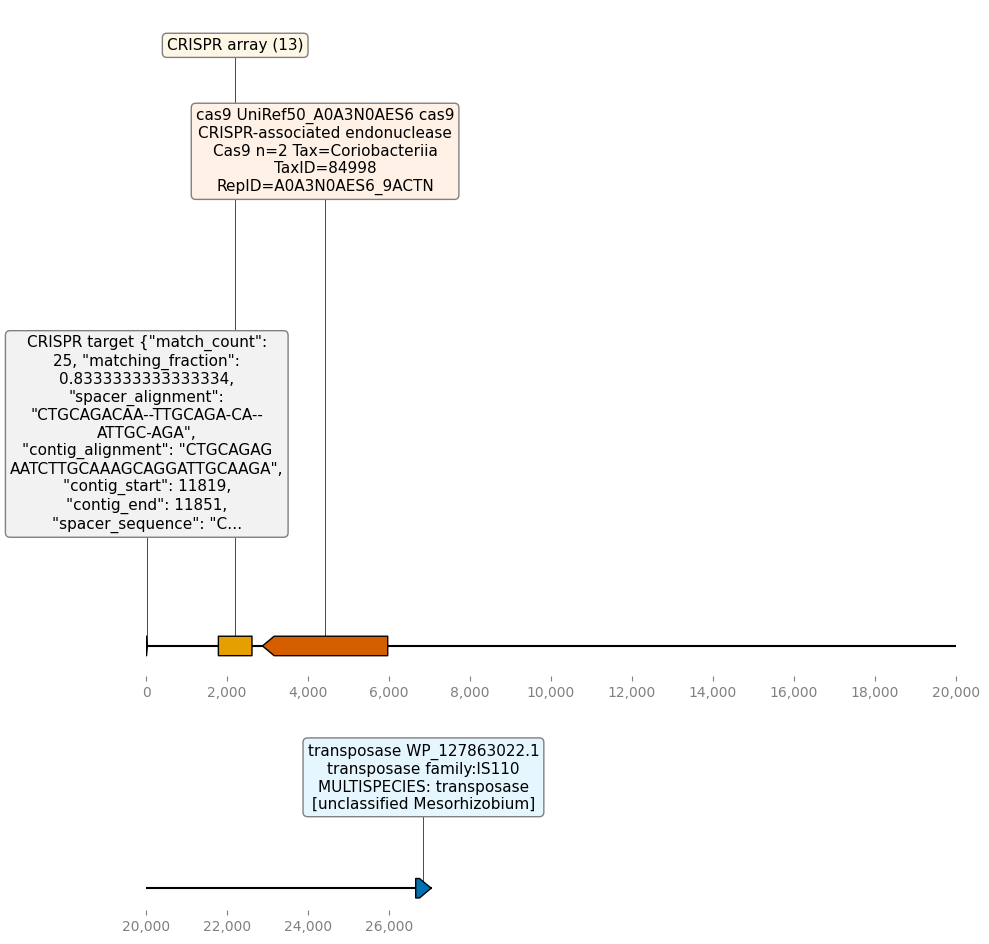 CRISPR array (13)
cas9 UniRef50_A0A3N0AES6 cas9
CRISPR-associated endonuclease
Cas9 n=2 Tax=Coriobacteriia
TaxID=84998
RepID=A0A3N0AES6_9ACTN
CRISPR target {"match_count":
25, "matching_fraction":
0.8333333333333334,
"spacer_alignment":
"CTGCAGACAA--TTGCAGA-CA--
ATTGC-AGA",
"contig_alignment": "CTGCAGAG
AATCTTGCAAAGCAGGATTGCAAGA",
"contig_start": 11819,
"contig_end": 11851,
"spacer_sequence": "C...
0 2,000 4,000 6,000 8,000 10,000 12,000 14,000 16,000 18,000 20,000
transposase WP_127863022.1
transposase family:IS110
MULTISPECIES: transposase
[unclassified Mesorhizobium]
20,000 22,000 24,000 26,000